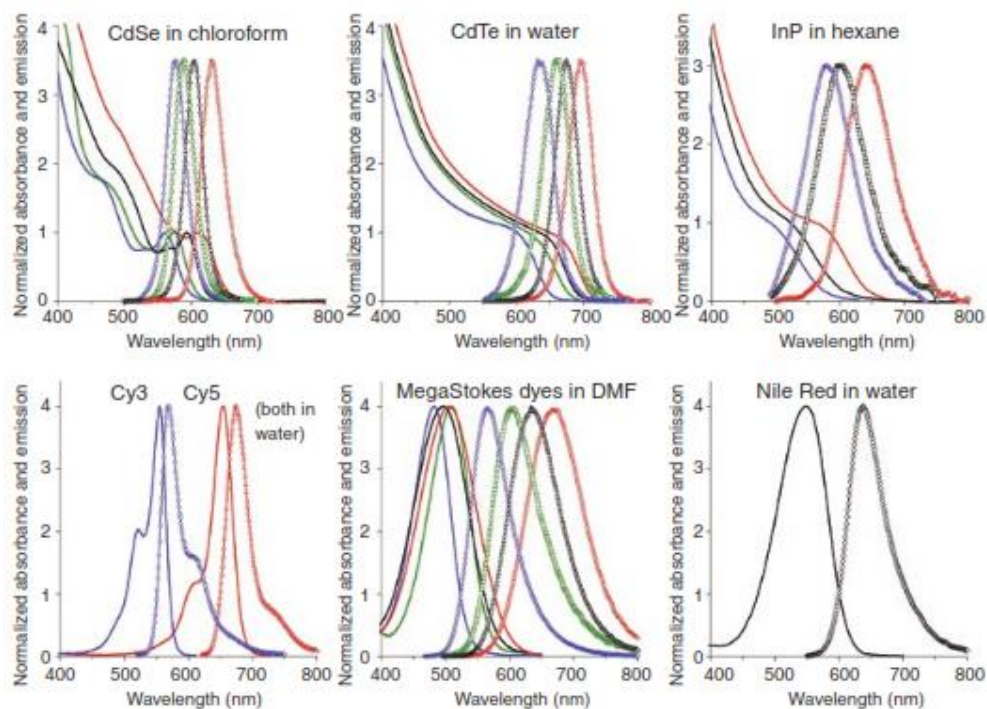 CdSe in chloroform
Normalized absorbance and emission
4
3
2
1
0
400 500 600 700 800
Wavelength (nm)
CdTe in water
Normalized absorbance and emission
4
3
2
1
0
400 500 600 700 800
Wavelength (nm)
InP in hexane
Normalized absorbance and emission
3
2
1
0
400 500 600 700 800
Wavelength (nm)
Cy3 Cy5
(both in
water)
Normalized absorbance and emission
4
3
2
1
0
400 500 600 700 800
Wavelength (nm)
MegaStokes dyes in DMF
Normalized absorbance and emission
4
3
2
1
0
400 500 600 700 800
Wavelength (nm)
Nile Red in water
Normalized absorbance and emission
4
3
2
1
0
400 500 600 700 800
Wavelength (nm)